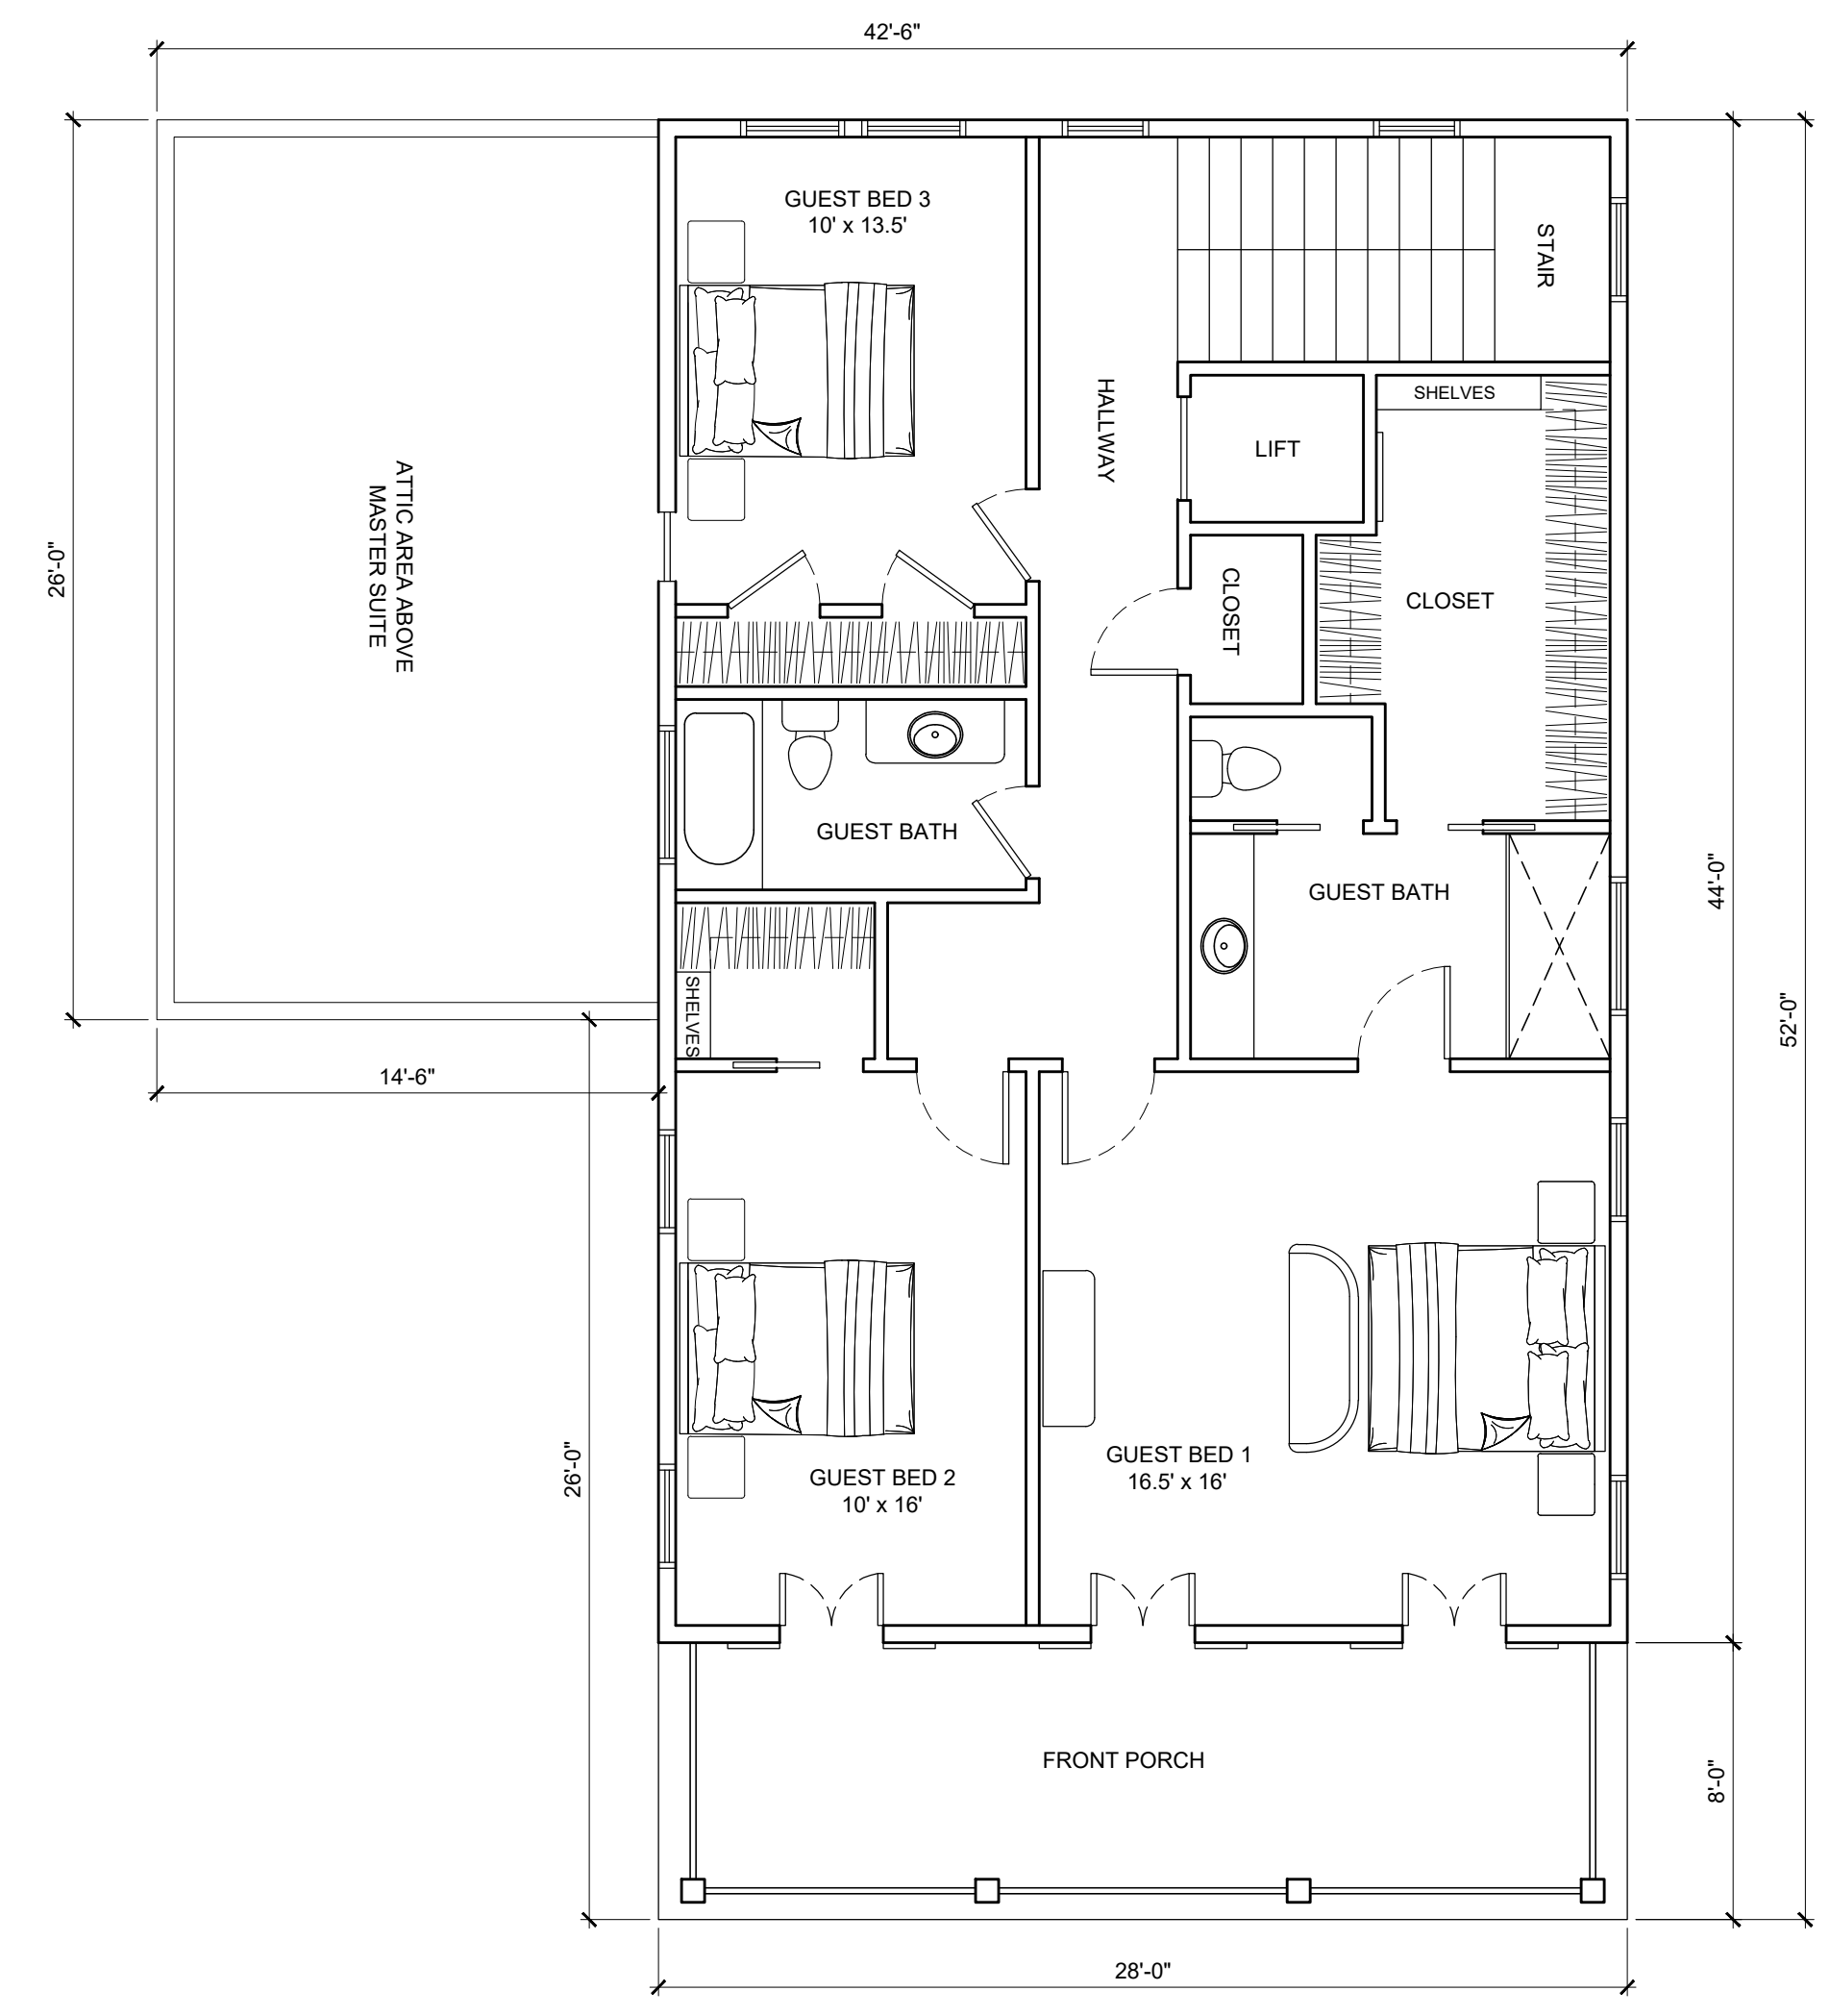 42'-6"
GUEST BED 3
10' x 13.5'
STAIR
HALLWAY
SHELVES
LIFT
ATTIC AREA ABOVE
MASTER SUITE
26'-0"
CLOSET
CLOSET
GUEST BATH
GUEST BATH
44'-0"
SHELVES
52'-0"
14'-6"
26'-0"
GUEST BED 1
16.5' x 16'
GUEST BED 2
10' x 16'
FRONT PORCH
8'-0"
28'-0"